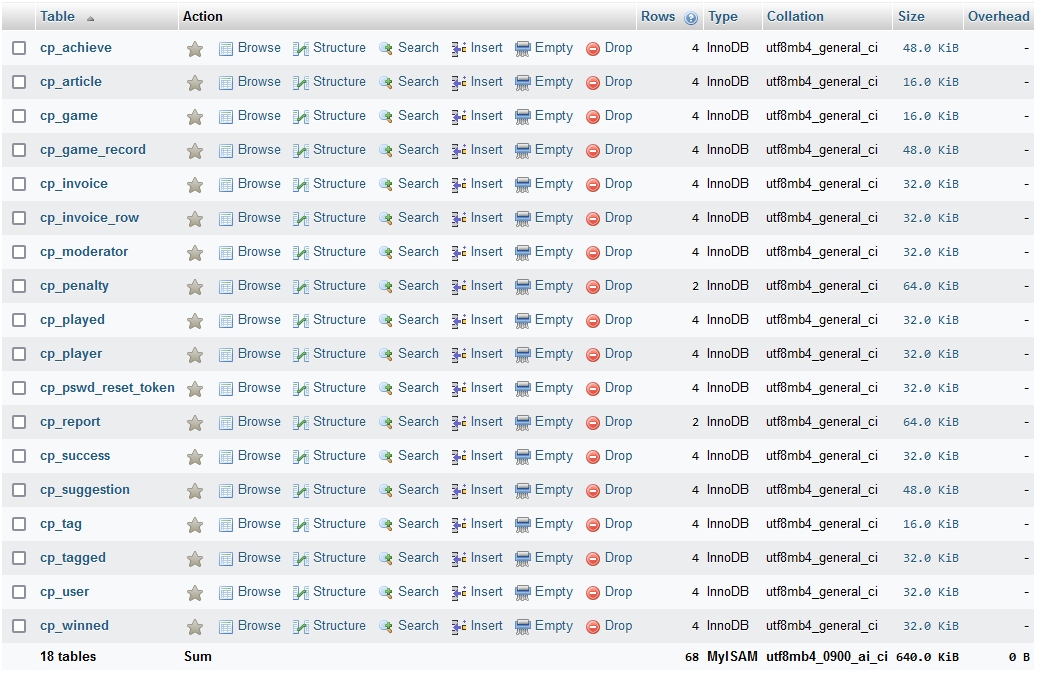 Table Action Rows Type Collation Size Overhead
cp_achieve Browse Structure Search Insert Empty Drop 4 InnoDB utf8mb4_general_ci 48.0 KiB -
cp_article Browse Structure Search Insert Empty Drop 4 InnoDB utf8mb4_general_ci 16.0 KiB -
cp_game Browse Structure Search Insert Empty Drop 4 InnoDB utf8mb4_general_ci 16.0 KiB -
cp_game_record Browse Structure Search Insert Empty Drop 4 InnoDB utf8mb4_general_ci 48.0 KiB -
cp_invoice Browse Structure Search Insert Empty Drop 4 InnoDB utf8mb4_general_ci 32.0 KiB -
cp_invoice_row Browse Structure Search Insert Empty Drop 4 InnoDB utf8mb4_general_ci 32.0 KiB -
cp_moderator Browse Structure Search Insert Empty Drop 4 InnoDB utf8mb4_general_ci 32.0 KiB -
cp_penalty Browse Structure Search Insert Empty Drop 2 InnoDB utf8mb4_general_ci 64.0 KiB -
cp_played Browse Structure Search Insert Empty Drop 4 InnoDB utf8mb4_general_ci 32.0 KiB -
cp_player Browse Structure Search Insert Empty Drop 4 InnoDB utf8mb4_general_ci 32.0 KiB -
cp_pswd_reset_token Browse Structure Search Insert Empty Drop 4 InnoDB utf8mb4_general_ci 32.0 KiB -
cp_report Browse Structure Search Insert Empty Drop 2 InnoDB utf8mb4_general_ci 64.0 KiB -
cp_success Browse Structure Search Insert Empty Drop 4 InnoDB utf8mb4_general_ci 32.0 KiB -
cp_suggestion Browse Structure Search Insert Empty Drop 4 InnoDB utf8mb4_general_ci 48.0 KiB -
cp_tag Browse Structure Search Insert Empty Drop 4 InnoDB utf8mb4_general_ci 16.0 KiB -
cp_tagged Browse Structure Search Insert Empty Drop 4 InnoDB utf8mb4_general_ci 32.0 KiB -
cp_user Browse Structure Search Insert Empty Drop 4 InnoDB utf8mb4_general_ci 32.0 KiB -
cp_winned Browse Structure Search Insert Empty Drop 4 InnoDB utf8mb4_general_ci 32.0 KiB -
18 tables Sum 68 MyISAM utf8mb4_0900_ai_ci 640.0 KiB 0 B